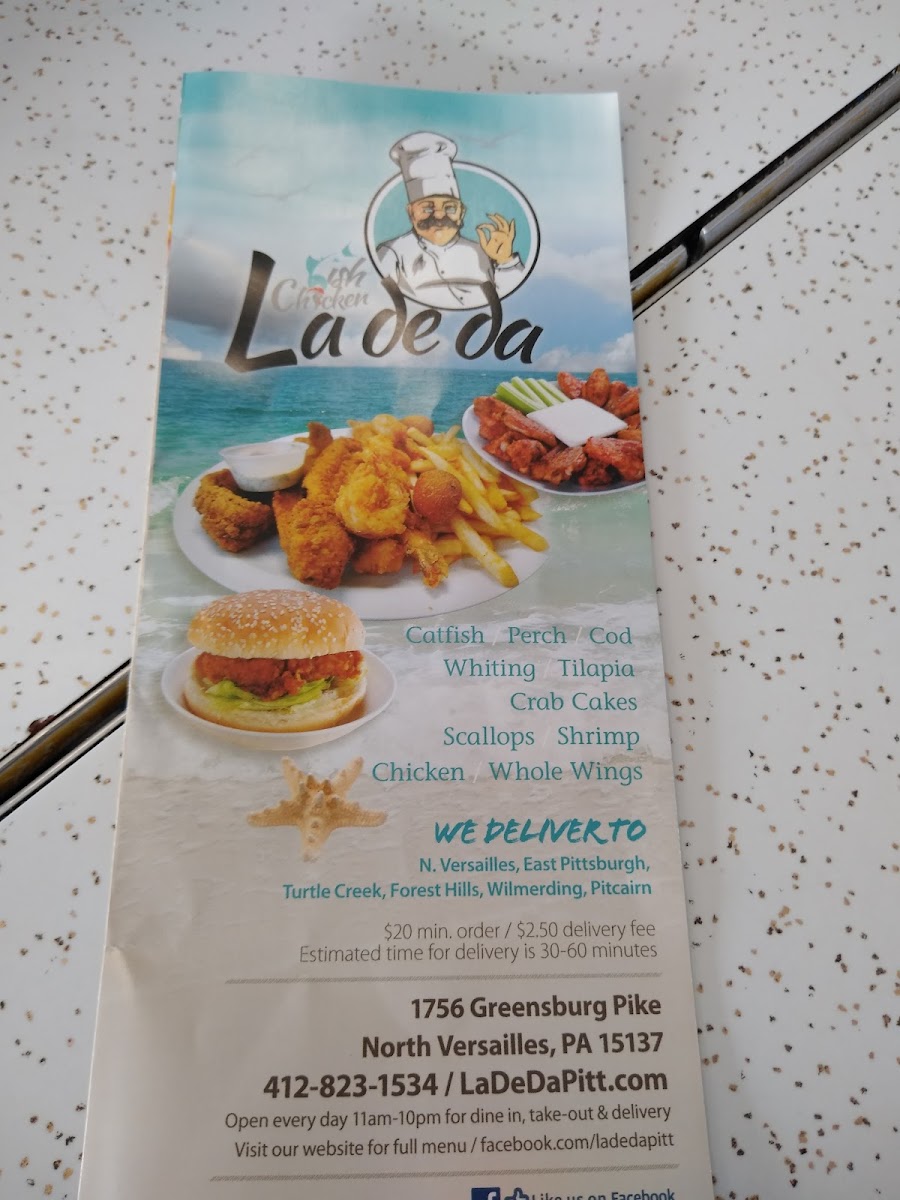 Fish
Chicken
La de da
Catfish / Perch / Cod
Whiting / Tilapia
Crab Cakes
Scallops / Shrimp
Chicken / Whole Wings
WE DELIVER TO
N. Versailles, East Pittsburgh,
Turtle Creek, Forest Hills, Wilmerding, Pitcairn
$20 min. order / $2.50 delivery fee
Estimated time for delivery is 30-60 minutes
1756 Greensburg Pike
North Versailles, PA 15137
412-823-1534 / LaDeDaPitt.com
Open every day 11am-10pm for dine in, take-out & delivery
Visit our website for full menu / facebook.com/ladedapitt
Like us on Facebook